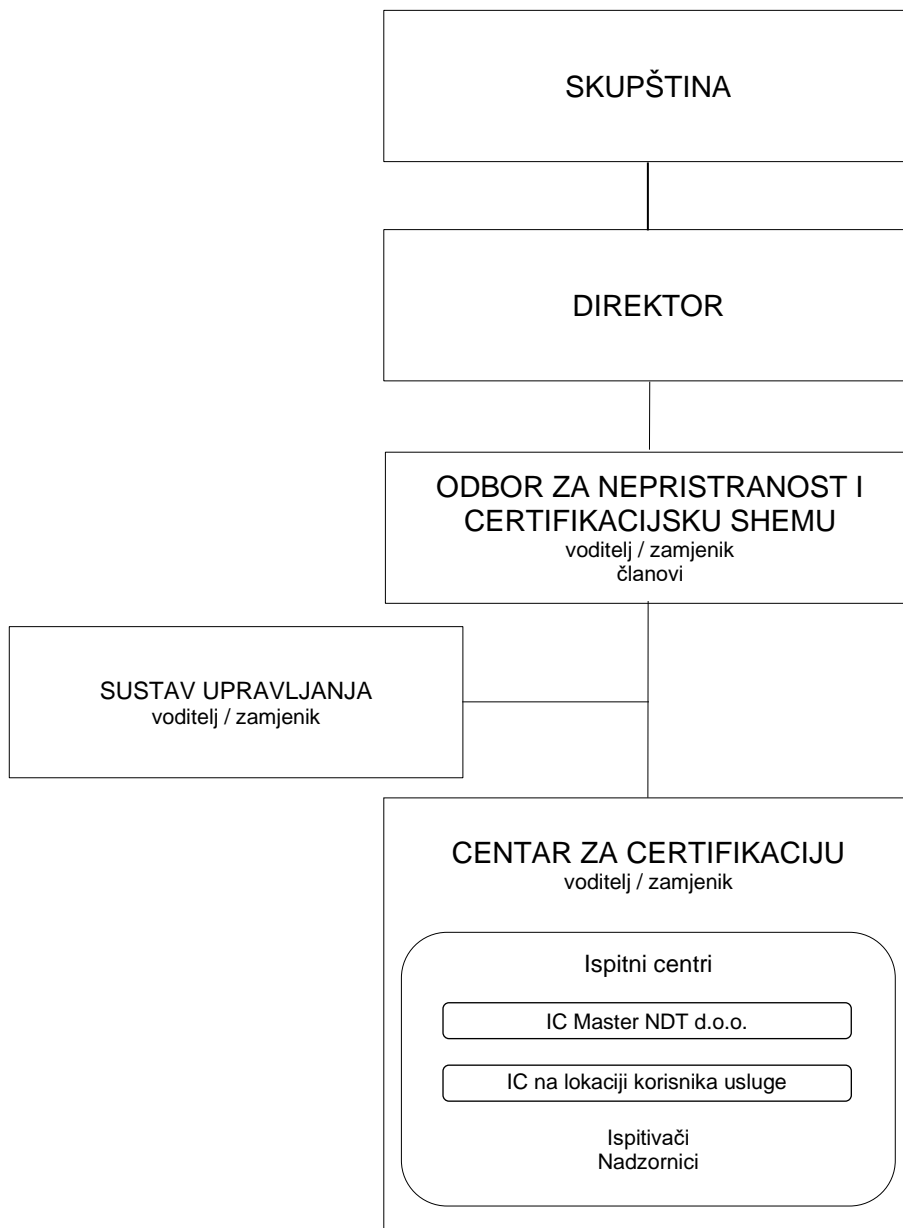 SKUPŠTINA
DIREKTOR
ODBOR ZA NEPRISTRANOST I
CERTIFIKACIJSKU SHEMU
voditelj / zamjenik
članovi
SUSTAV UPRAVLJANJA
voditelj / zamjenik
CENTAR ZA CERTIFIKACIJU
voditelj / zamjenik
Ispitni centri
IC Master NDT d.o.o.
IC na lokaciji korisnika usluge
Ispitivači
Nadzornici